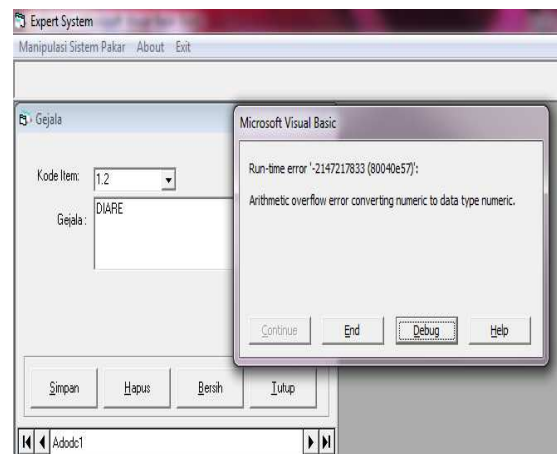 Expert System
Manipulasi Sistem Pakar About Exit
Gejala
Kode Item: 1.2
Gejala : DIARE
Simpan Hapus Bersih Tutup
Adodc1
Microsoft Visual Basic
Run-time error '-2147217833 (80040e57)':
Arithmetic overflow error converting numeric to data type numeric.
Continue End Debug Help